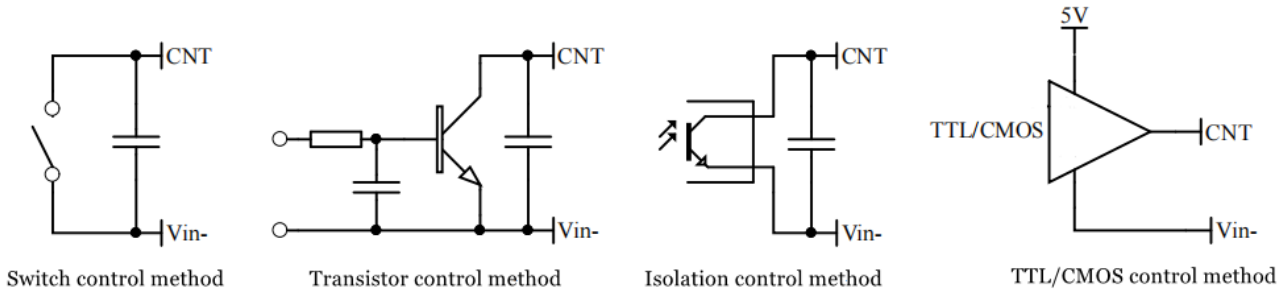 5V
CNT
CNT
CNT
TTL/CMOS
CNT
Vin-
Vin-
Vin-
Vin-
Switch control method
Transistor control method
Isolation control method
TTL/CMOS control method